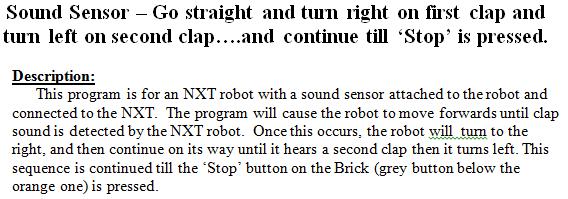 Sound Sensor – Go straight and turn right on first clap and
turn left on second clap….and continue till ‘Stop’ is pressed.
Description:
This program is for an NXT robot with a sound sensor attached to the robot and
connected to the NXT. The program will cause the robot to move forwards until clap
sound is detected by the NXT robot. Once this occurs, the robot will turn to the
right, and then continue on its way until it hears a second clap then it turns left. This
sequence is continued till the ‘Stop’ button on the Brick (grey button below the
orange one) is pressed.